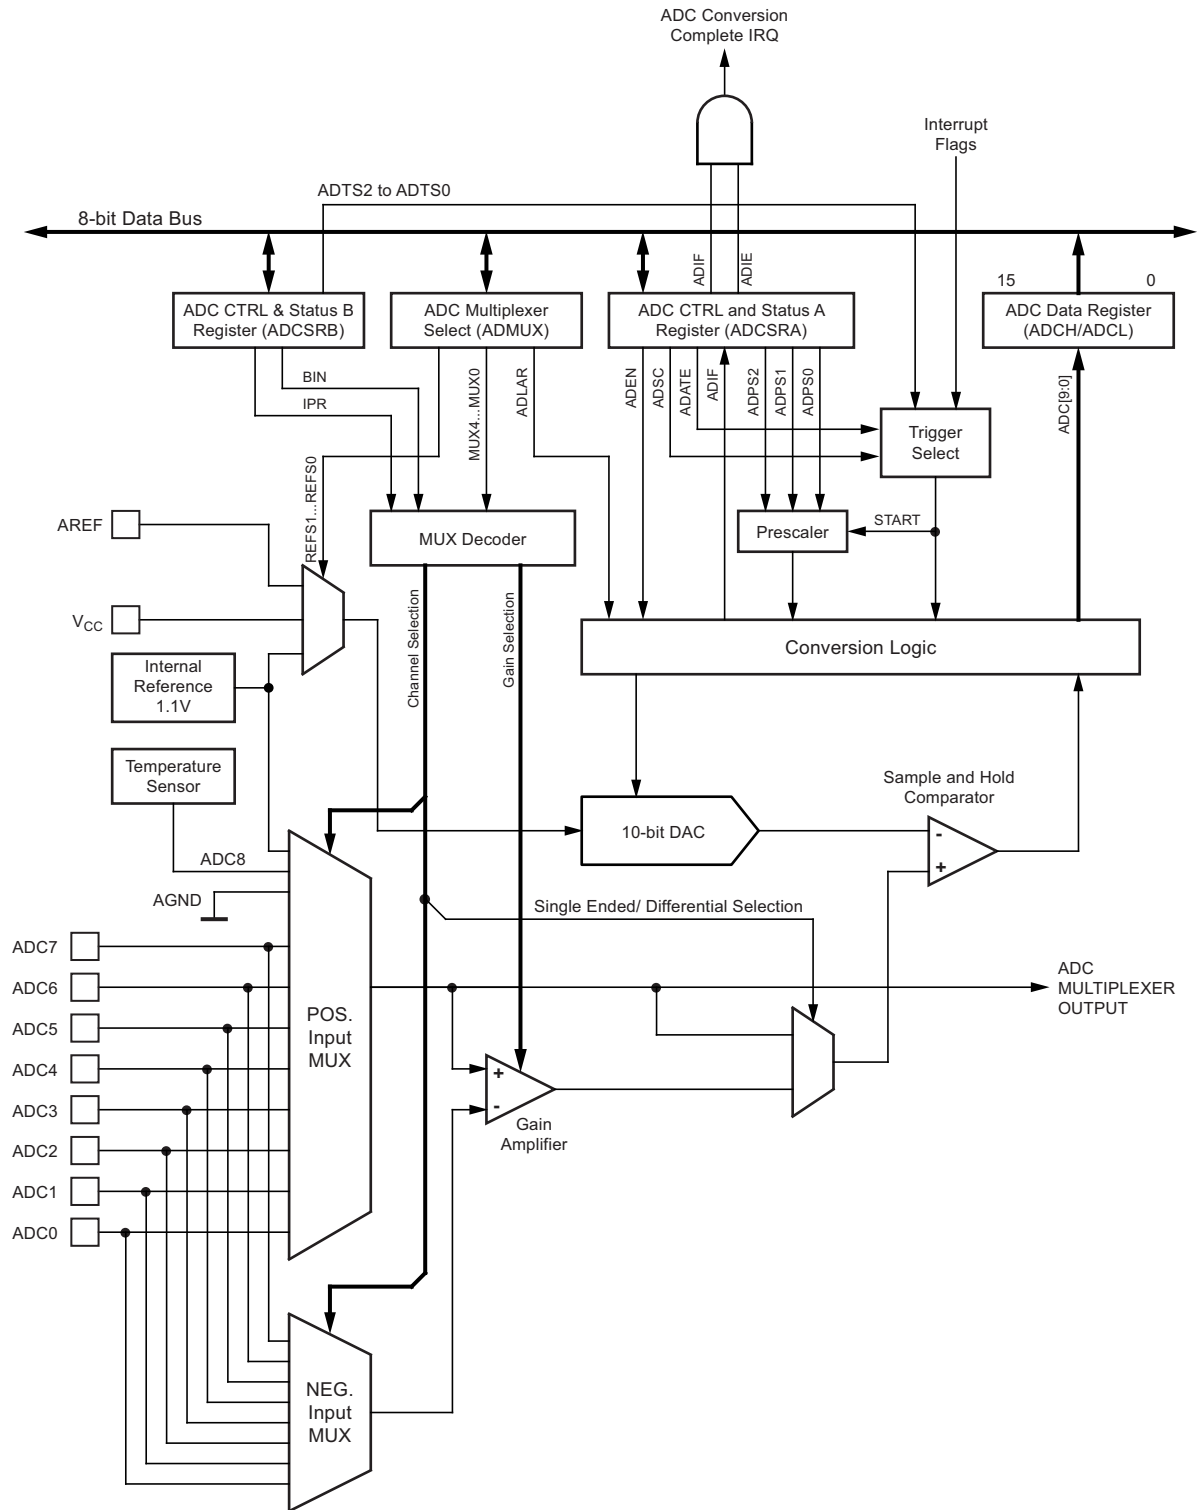 ADC Conversion
Complete IRQ
Interrupt
Flags
ADTS2 to ADTS0
8-bit Data Bus
ADIF
ADIE
15
0
ADC CTRL & Status B
Register (ADCSRB)
ADC Multiplexer
Select (ADMUX)
ADC CTRL and Status A
Register (ADCSRA)
ADC Data Register
(ADCH/ADCL)
BIN
IPR
MUX4...MUX0
ADLAR
ADEN
ADSC
ADATE
ADIF
ADPS2
ADPS1
ADPS0
ADC[9:0]
Trigger
Select
REFS1...REFS0
AREF
MUX Decoder
Prescaler
START
VCC
Channel Selection
Gain Selection
Conversion Logic
Internal
Reference
1.1V
Temperature
Sensor
Sample and Hold
Comparator
10-bit DAC
-
+
ADC8
AGND
Single Ended/ Differential Selection
ADC7
ADC6
ADC5
ADC4
ADC3
ADC2
ADC1
ADC0
POS.
Input
MUX
ADC
MULTIPLEXER
OUTPUT
+
-
Gain
Amplifier
NEG.
Input
MUX